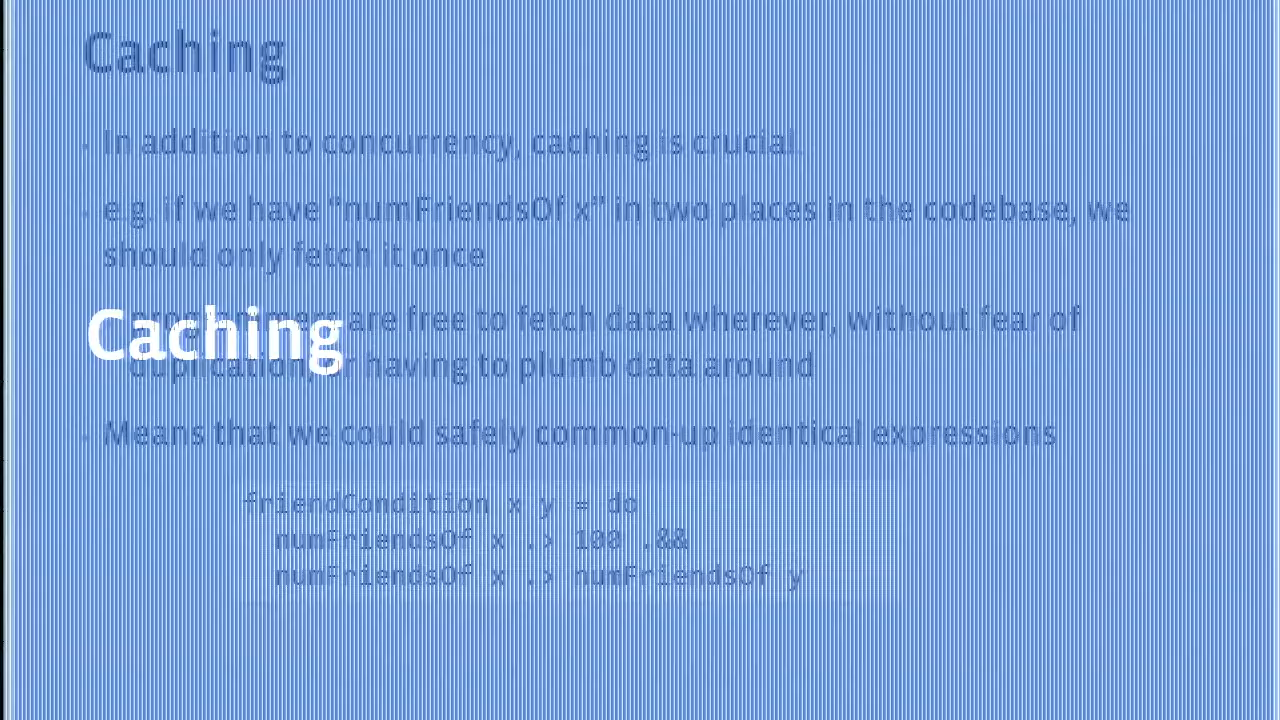 Caching
In addition to concurrency, caching is crucial.
e.g. if we have “numFriendsOf x” in two places in the codebase, we
should only fetch it once
Caching
are free to fetch data wherever, without fear of
duplication, or having to plumb data around
Means that we could safely common-up identical expressions
friendCondition x y = do
numFriendsOf x .> 100 .&&
numFriendsOf x .> numFriendsOf y